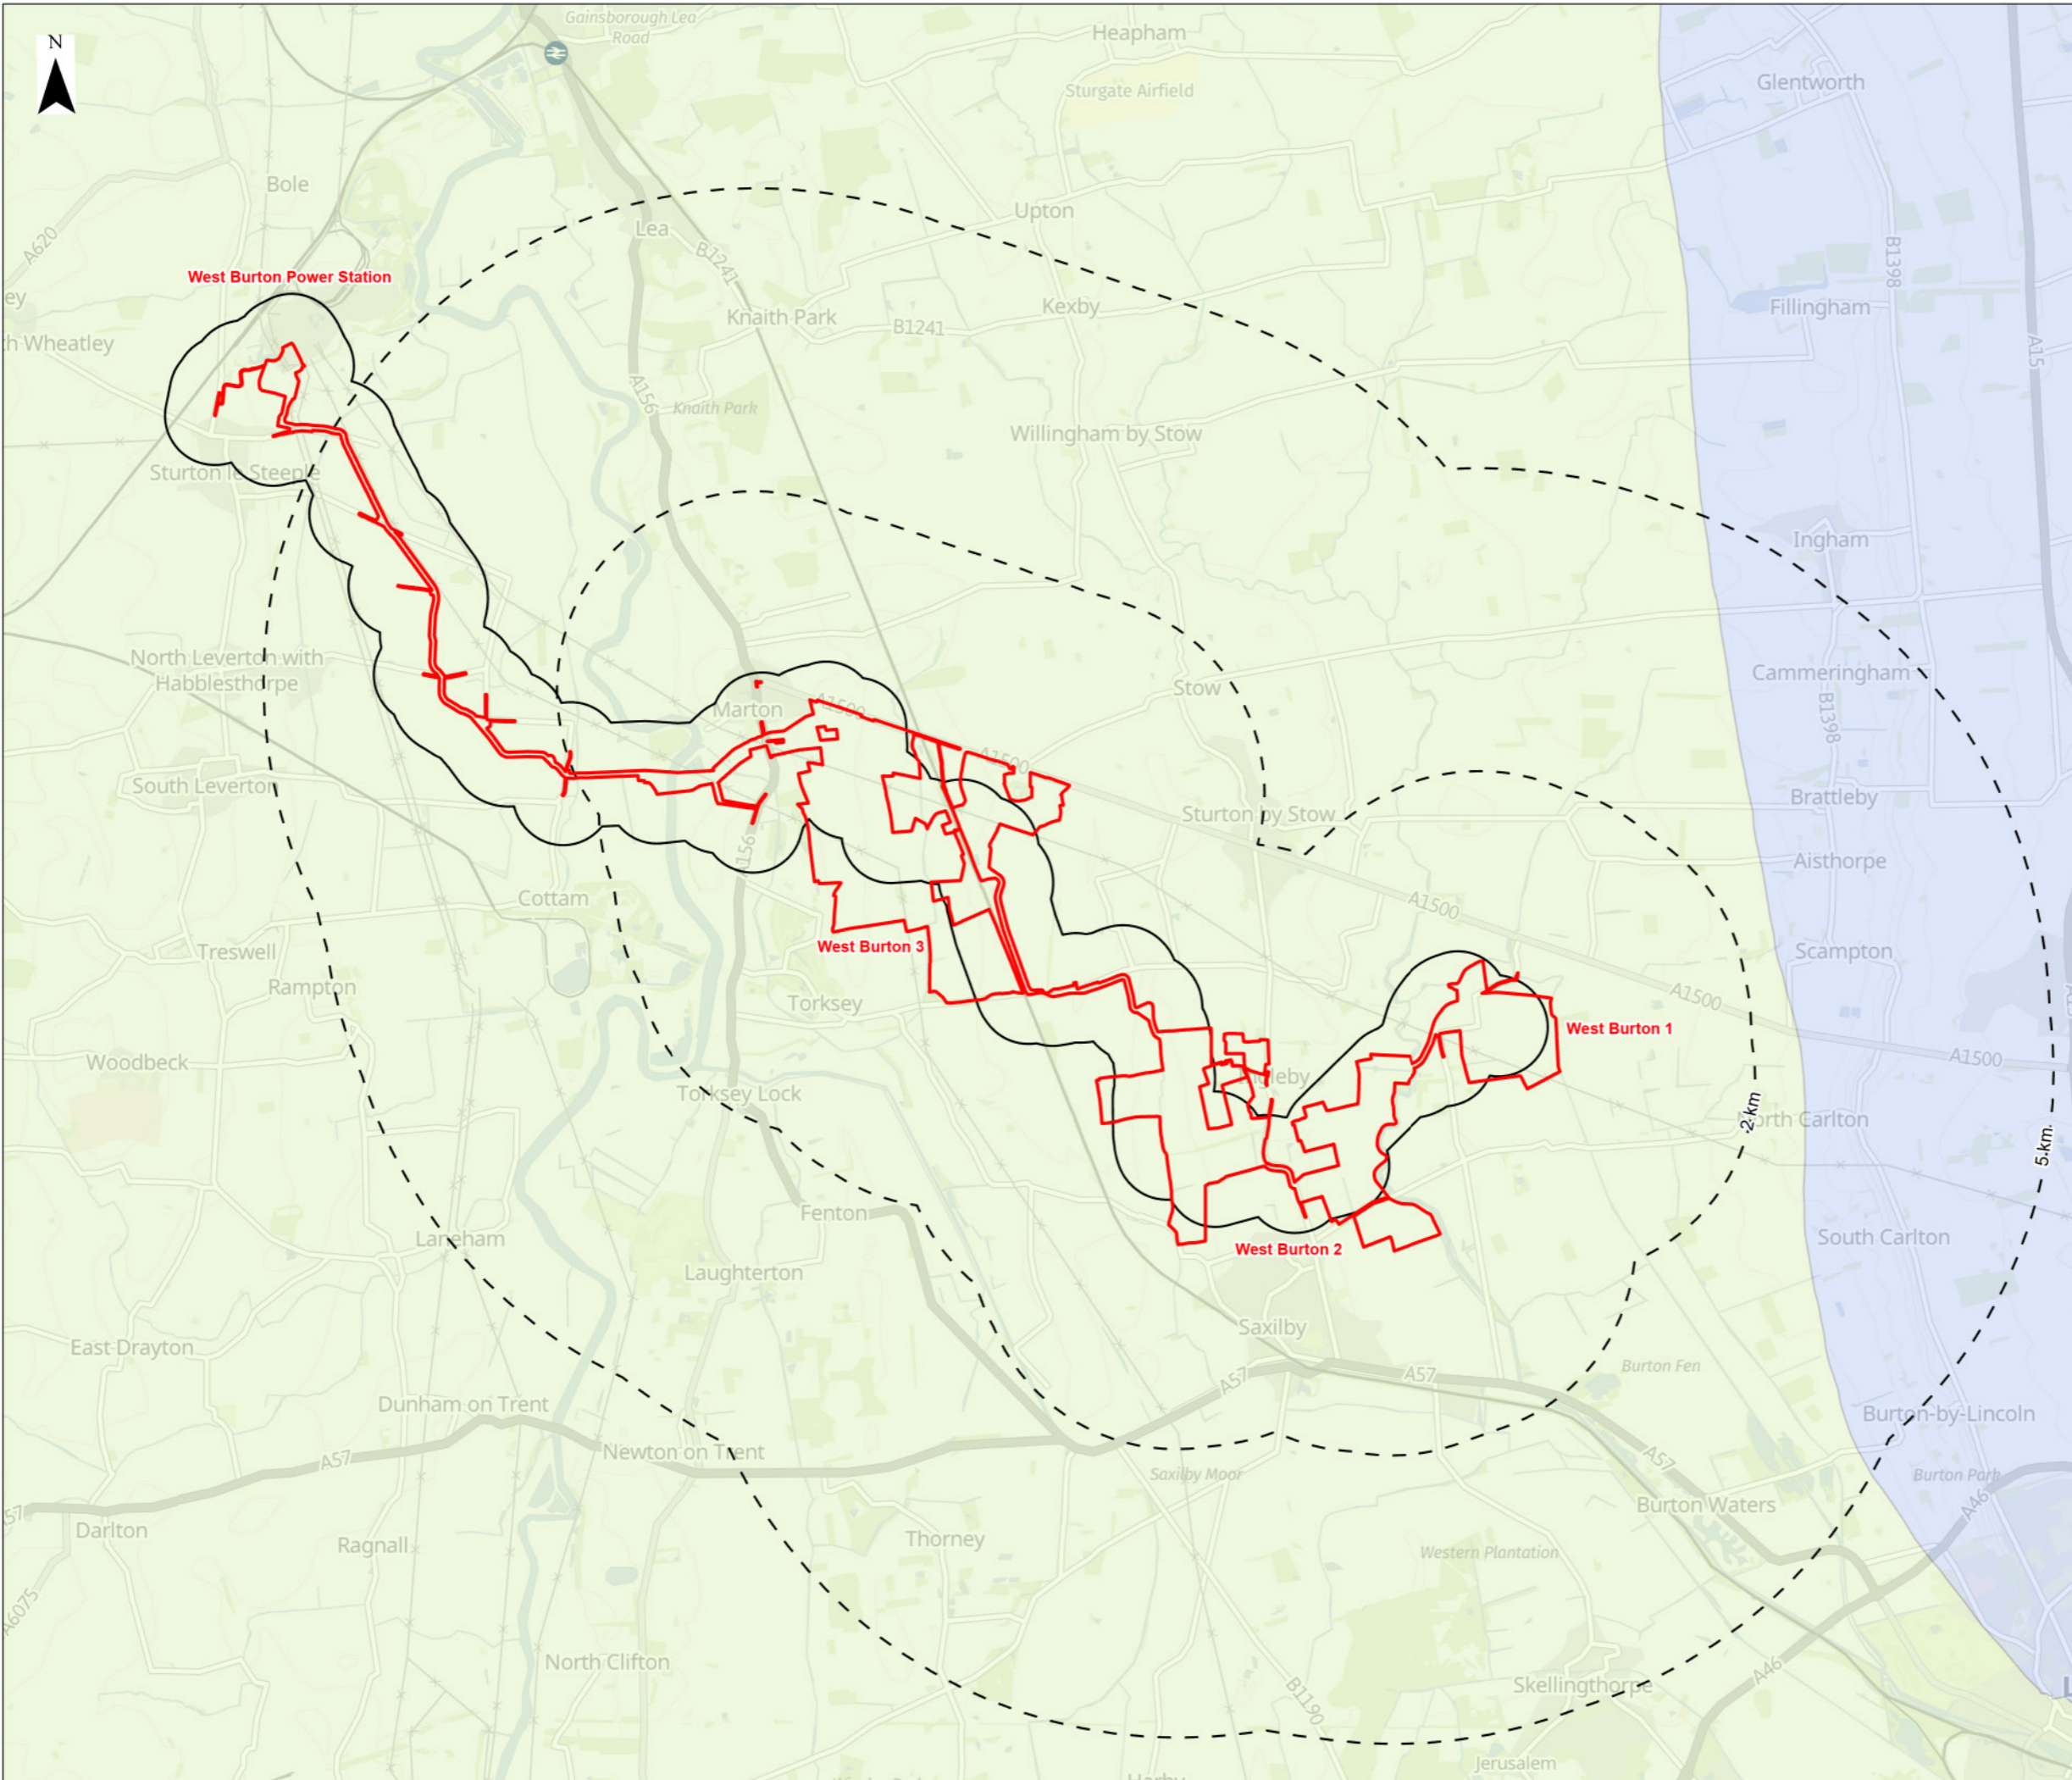 N
Gainsborough Lea
Road
Heapham
Glentworth
Sturgate Airfield
Bole
Upton
Lea
A620
B1241
B1398
West Burton Power Station
Kexby
Fillingham
Knaith Park
B1241
A15
A156
Knaith Park
Willingham by Stow
Sturton le Steeple
Ingham
North Leverton with
Habblesthorpe
Cammeringham
Stow
Marton
A1500
B1398
A1500
South Leverton
Brattleby
Sturton by Stow
A156
Aisthorpe
Cottam
A1500
Treswell
West Burton 3
Scampton
Rampton
Torksey
A1500
West Burton 1
A1500
Woodbeck
Ingleby
Torksey Lock
2 km
North Carlton
5 km
Fenton
Laneham
West Burton 2
South Carlton
Laughterton
Saxilby
East Drayton
Burton Fen
A57
A57
Dunham on Trent
Burton-by-Lincoln
Newton on Trent
A57
A57
Saxilby Moor
Burton Park
A46
Burton Waters
Darlton
Thorney
Ragnall
Western Plantation
A6075
North Clifton
A46
Skellingthorpe
B1190
Jerusalem